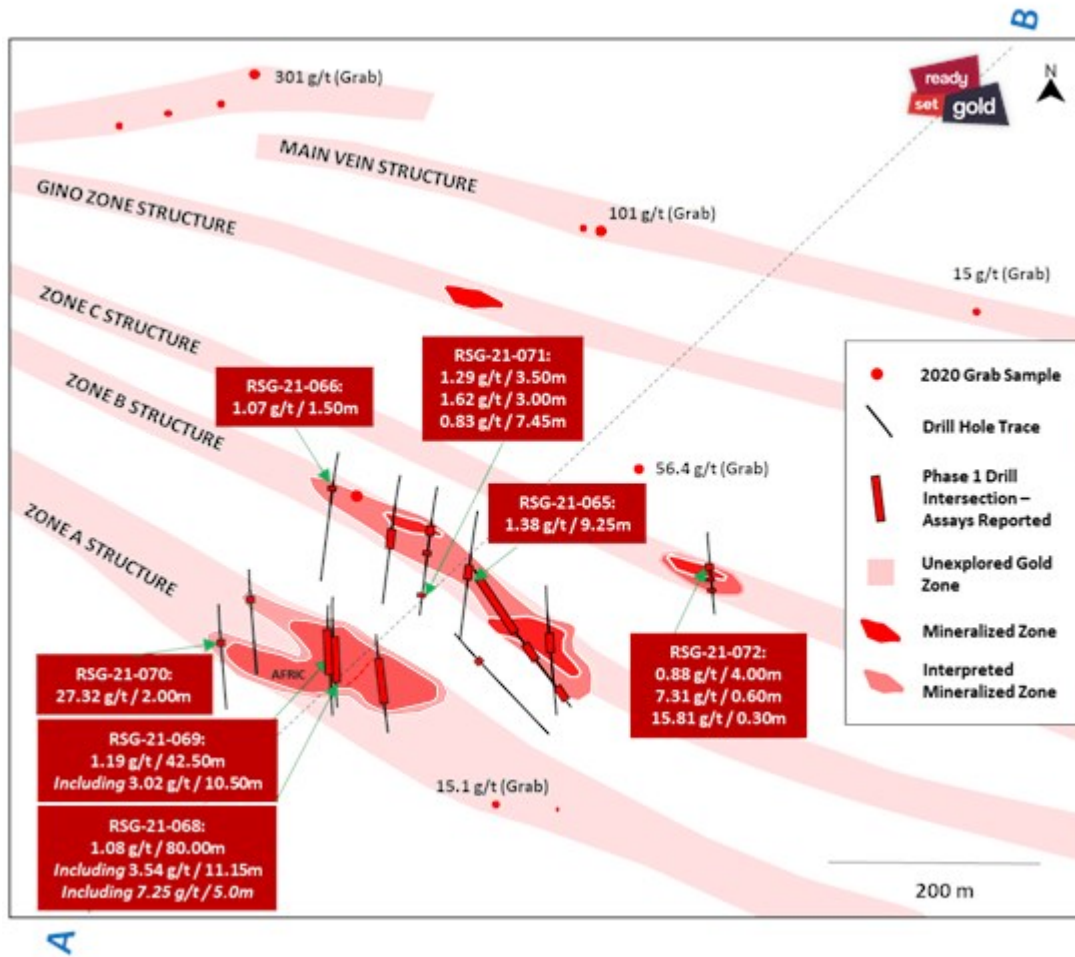 B
301 g/t (Grab)
ready
set gold
N
MAIN VEIN STRUCTURE
GINO ZONE STRUCTURE
101 g/t (Grab)
15 g/t (Grab)
ZONE C STRUCTURE
ZONE B STRUCTURE
ZONE A STRUCTURE
RSG-21-066:
1.07 g/t / 1.50m
RSG-21-071:
1.29 g/t / 3.50m
1.62 g/t / 3.00m
0.83 g/t / 7.45m
56.4 g/t (Grab)
RSG-21-065:
1.38 g/t / 9.25m
2020 Grab Sample
Drill Hole Trace
Phase 1 Drill
Intersection –
Assays Reported
Unexplored Gold
Zone
Mineralized Zone
Interpreted
Mineralized Zone
AFRIC
RSG-21-070:
27.32 g/t / 2.00m
RSG-21-072:
0.88 g/t / 4.00m
7.31 g/t / 0.60m
15.81 g/t / 0.30m
RSG-21-069:
1.19 g/t / 42.50m
Including 3.02 g/t / 10.50m
15.1 g/t (Grab)
RSG-21-068:
1.08 g/t / 80.00m
Including 3.54 g/t / 11.15m
Including 7.25 g/t / 5.0m
200 m
A